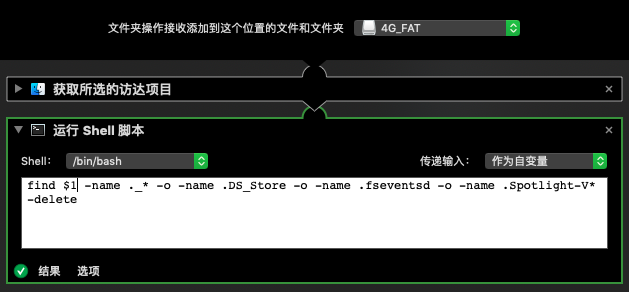 文件夹操作接收添加到这个位置的文件和文件夹 4G_FAT
获取所选的访达项目
运行 Shell 脚本
Shell: /bin/bash 传递输入: 作为自变量
find $1 -name ._* -o -name .DS_Store -o -name .fseventsd -o -name .Spotlight-V*
-delete
结果 选项